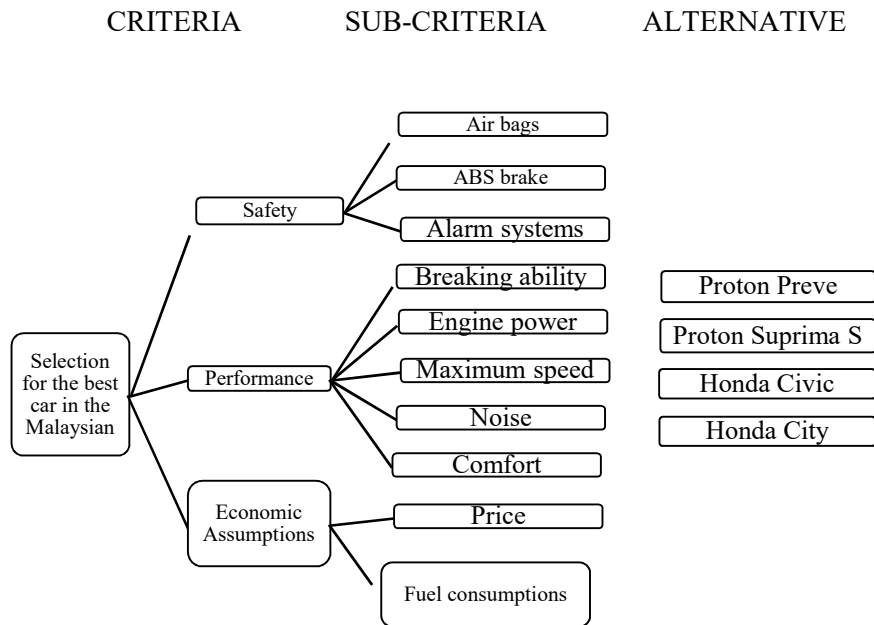 CRITERIA SUB-CRITERIA ALTERNATIVE
Air bags
ABS brake
Safety
Alarm systems
Breaking ability
Proton Preve
Engine power
Proton Suprima S
Selection
for the best
car in the
Malaysian
Performance
Maximum speed
Honda Civic
Noise
Honda City
Comfort
Economic
Assumptions
Price
Fuel consumptions